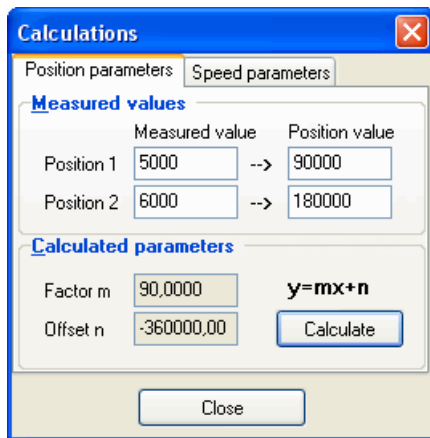 Calculations
Position parameters Speed parameters
Measured values
Measured value Position value
Position 1 5000 --> 90000
Position 2 6000 --> 180000
Calculated parameters
Factor m 90,0000 y=mx+n
Offset n -360000,00 Calculate
Close